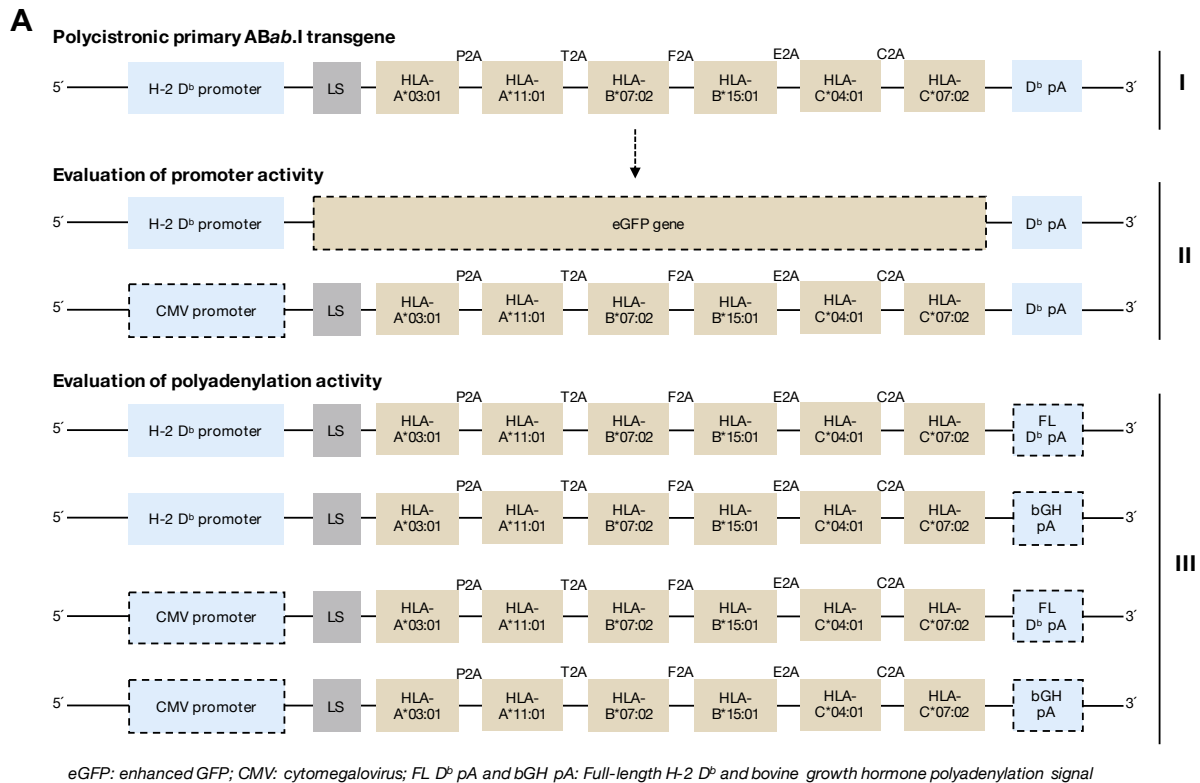 A
Polycistronic primary ABab.I transgene
P2A T2A F2A E2A C2A
5´ H-2 Dᵇ promoter LS HLA-A*03:01 HLA-A*11:01 HLA-B*07:02 HLA-B*15:01 HLA-C*04:01 HLA-C*07:02 Dᵇ pA 3´
I
Evaluation of promoter activity
5´ H-2 Dᵇ promoter eGFP gene Dᵇ pA 3´
II
P2A T2A F2A E2A C2A
5´ CMV promoter LS HLA-A*03:01 HLA-A*11:01 HLA-B*07:02 HLA-B*15:01 HLA-C*04:01 HLA-C*07:02 Dᵇ pA 3´
Evaluation of polyadenylation activity
P2A T2A F2A E2A C2A
5´ H-2 Dᵇ promoter LS HLA-A*03:01 HLA-A*11:01 HLA-B*07:02 HLA-B*15:01 HLA-C*04:01 HLA-C*07:02 FL Dᵇ pA 3´
P2A T2A F2A E2A C2A
5´ H-2 Dᵇ promoter LS HLA-A*03:01 HLA-A*11:01 HLA-B*07:02 HLA-B*15:01 HLA-C*04:01 HLA-C*07:02 bGH pA 3´
III
P2A T2A F2A E2A C2A
5´ CMV promoter LS HLA-A*03:01 HLA-A*11:01 HLA-B*07:02 HLA-B*15:01 HLA-C*04:01 HLA-C*07:02 FL Dᵇ pA 3´
P2A T2A F2A E2A C2A
5´ CMV promoter LS HLA-A*03:01 HLA-A*11:01 HLA-B*07:02 HLA-B*15:01 HLA-C*04:01 HLA-C*07:02 bGH pA 3´
eGFP: enhanced GFP; CMV: cytomegalovirus; FL Dᵇ pA and bGH pA: Full-length H-2 Dᵇ and bovine growth hormone polyadenylation signal